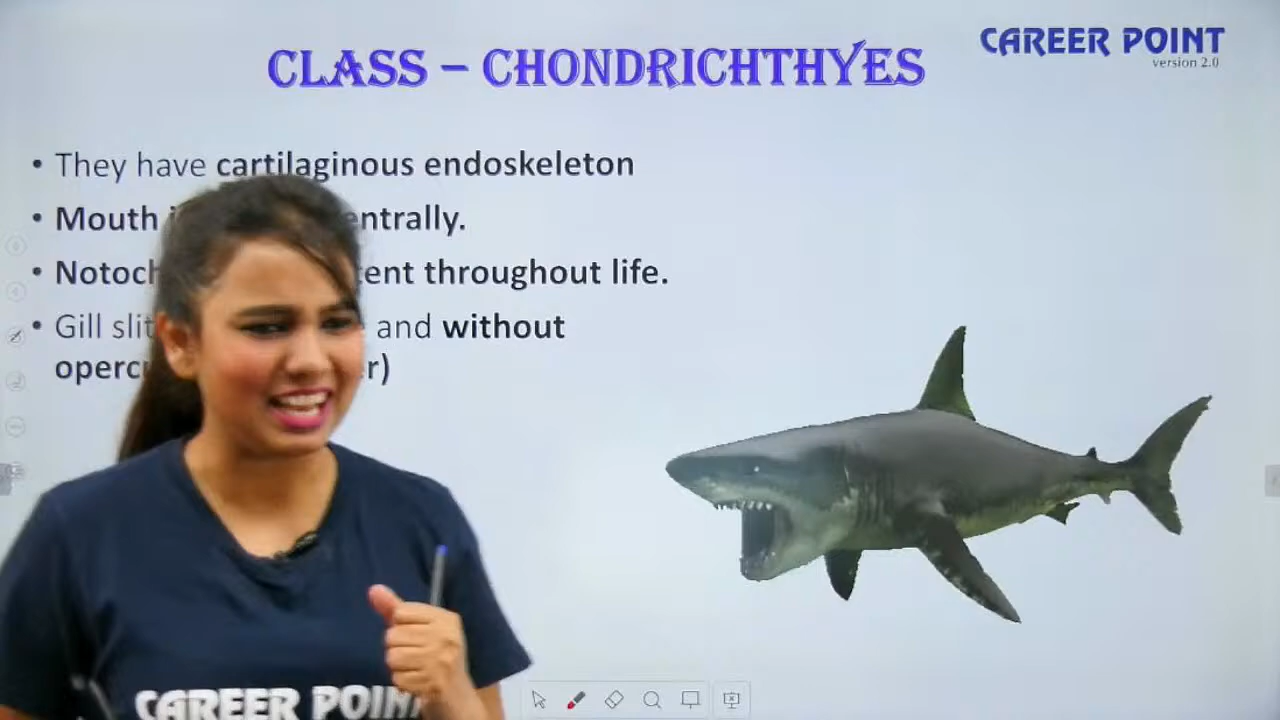 CLASS – CHONDRICHTHYES
CAREER POINT
version 2.0
• They have cartilaginous endoskeleton
• Mouth entrally.
• Notoch tent throughout life.
• Gill slit and without
operc r)
CAREER POINT